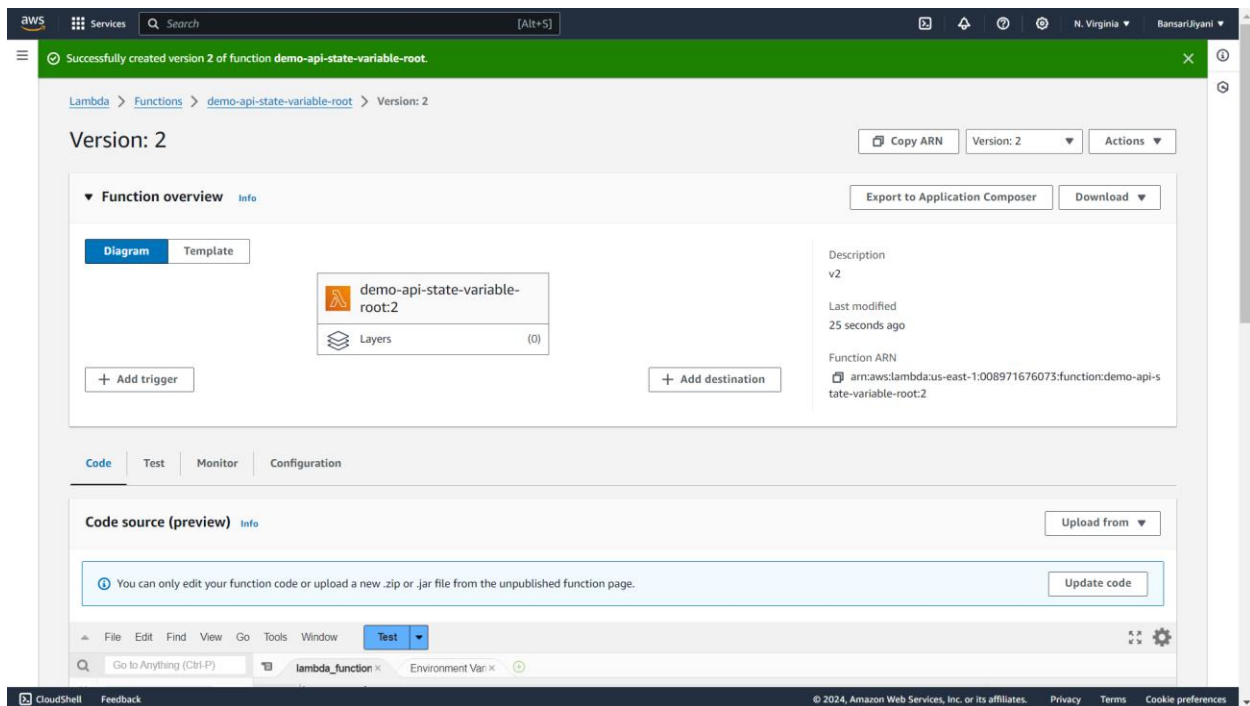 aws Services Search [Alt+S] N. Virginia BansariJiyani
Successfully created version 2 of function demo-api-state-variable-root.
Lambda > Functions > demo-api-state-variable-root > Version: 2
Version: 2 Copy ARN Version: 2 Actions
Function overview Info Export to Application Composer Download
Diagram Template
demo-api-state-variable-
root:2
Layers (0)
+ Add trigger
+ Add destination
Description
v2
Last modified
25 seconds ago
Function ARN
arn:aws:lambda:us-east-1:008971676073:function:demo-api-s
tate-variable-root:2
Code Test Monitor Configuration
Code source (preview) Info Upload from
You can only edit your function code or upload a new .zip or .jar file from the unpublished function page. Update code
File Edit Find View Go Tools Window Test
Go to Anything (Ctrl-P) lambda_function × Environment Var ×
CloudShell Feedback © 2024, Amazon Web Services, Inc. or its affiliates. Privacy Terms Cookie preferences